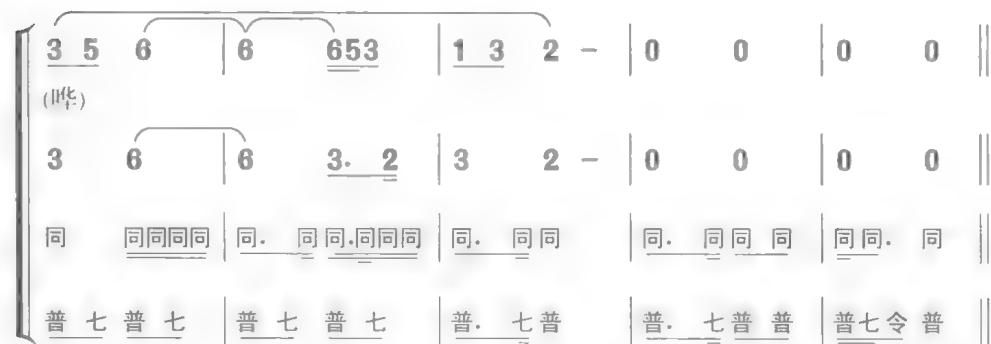 3 5 6 | 6 653 | 1 3 2 - | 0 0 | 0 0 ||
(哗)
3 6 | 6 3. 2 | 3 2 - | 0 0 | 0 0 ||
同 同同同同 | 同. 同同.同同同 | 同. 同同 | 同. 同同 同 | 同同. 同 ||
普 七 普 七 | 普 七 普 七 | 普. 七普 | 普. 七普 普 | 普七令 普 ||